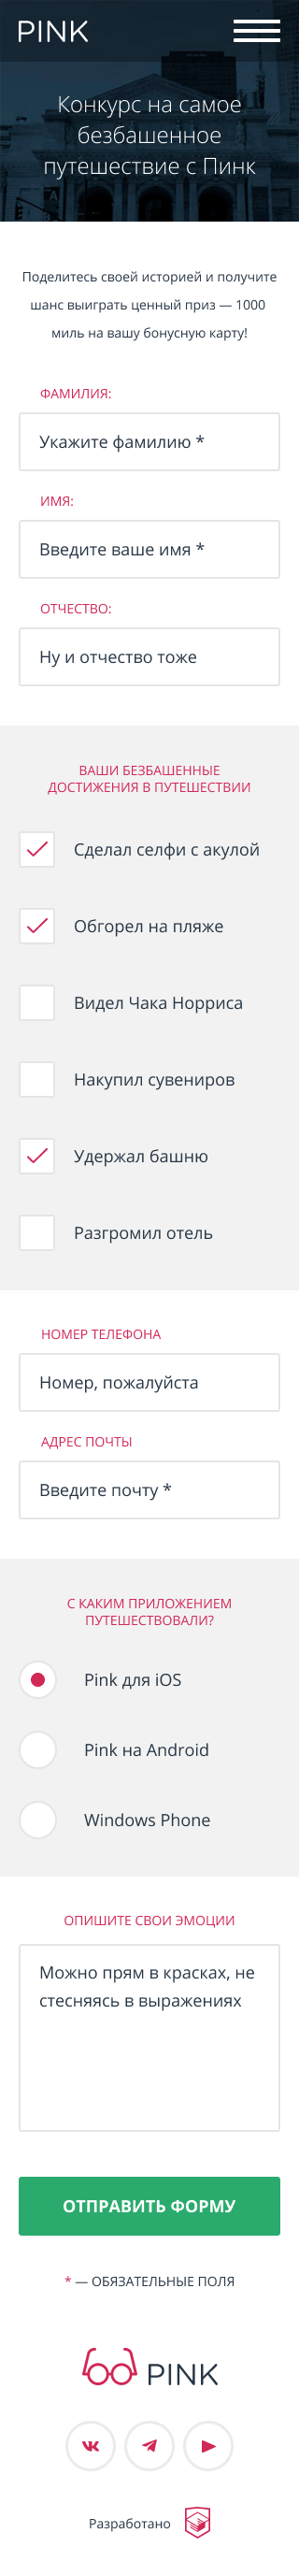 PINK
Конкурс на самое
безбашенное
путешествие с Пинк
Поделитесь своей историей и получите
шанс выиграть ценный приз — 1000
миль на вашу бонусную карту!
ФАМИЛИЯ:
Укажите фамилию *
ИМЯ:
Введите ваше имя *
ОТЧЕСТВО:
Ну и отчество тоже
ВАШИ БЕЗБАШЕННЫЕ
ДОСТИЖЕНИЯ В ПУТЕШЕСТВИИ
Сделал селфи с акулой
Обгорел на пляже
Видел Чака Норриса
Накупил сувениров
Удержал башню
Разгромил отель
НОМЕР ТЕЛЕФОНА
Номер, пожалуйста
АДРЕС ПОЧТЫ
Введите почту *
С КАКИМ ПРИЛОЖЕНИЕМ
ПУТЕШЕСТВОВАЛИ?
Pink для iOS
Pink на Android
Windows Phone
ОПИШИТЕ СВОИ ЭМОЦИИ
Можно прям в красках, не
стесняясь в выражениях
ОТПРАВИТЬ ФОРМУ
* — ОБЯЗАТЕЛЬНЫЕ ПОЛЯ
PINK
Разработано